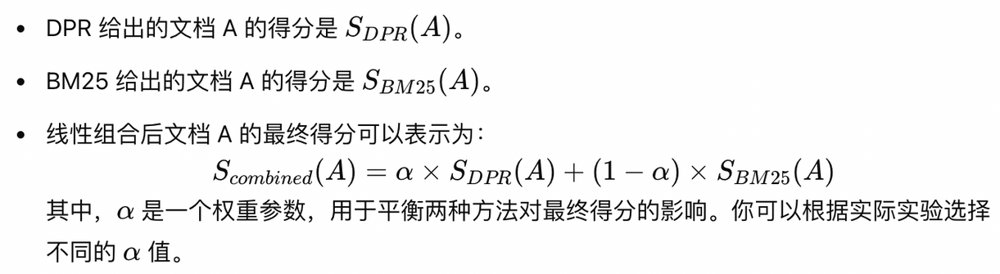 • DPR 给出的文档 A 的得分是 $S_{DPR}(A)$。
• BM25 给出的文档 A 的得分是 $S_{BM25}(A)$。
• 线性组合后文档 A 的最终得分可以表示为：
$S_{combined}(A) = \alpha \times S_{DPR}(A) + (1 - \alpha) \times S_{BM25}(A)$
其中，$\alpha$ 是一个权重参数，用于平衡两种方法对最终得分的影响。你可以根据实际实验选择
不同的 $\alpha$ 值。